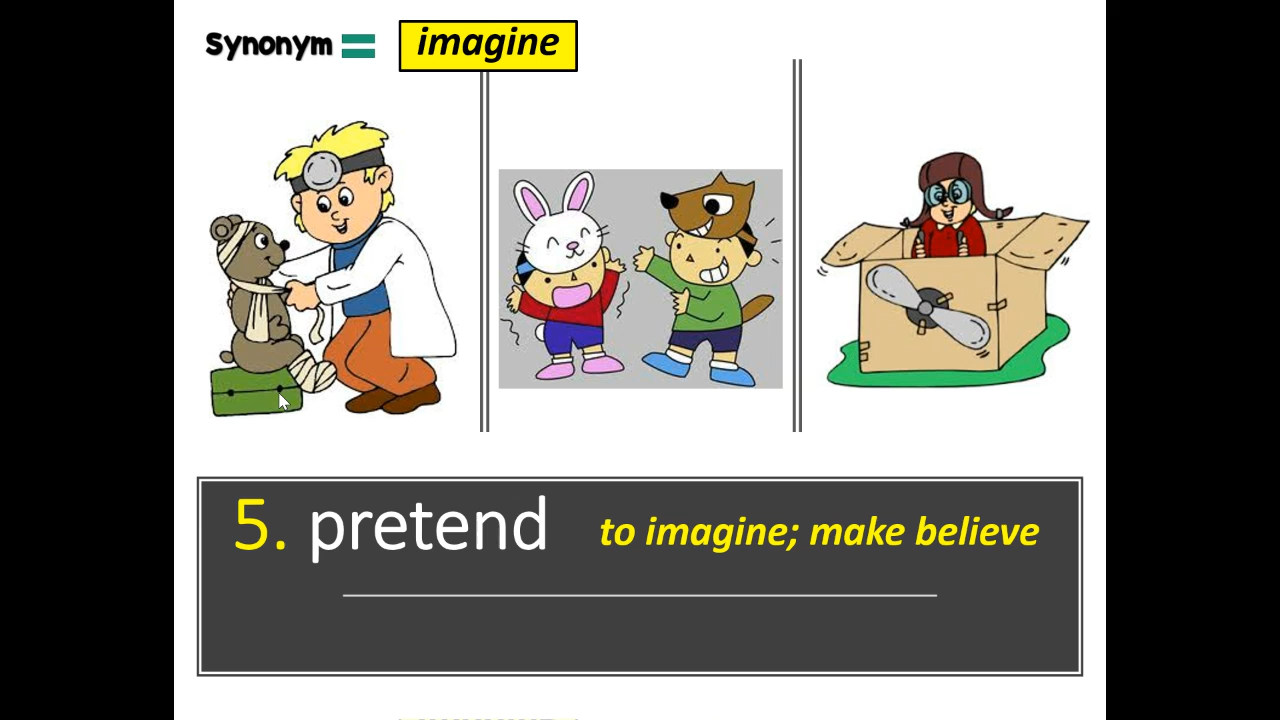 Synonym = imagine
5. pretend to imagine; make believe